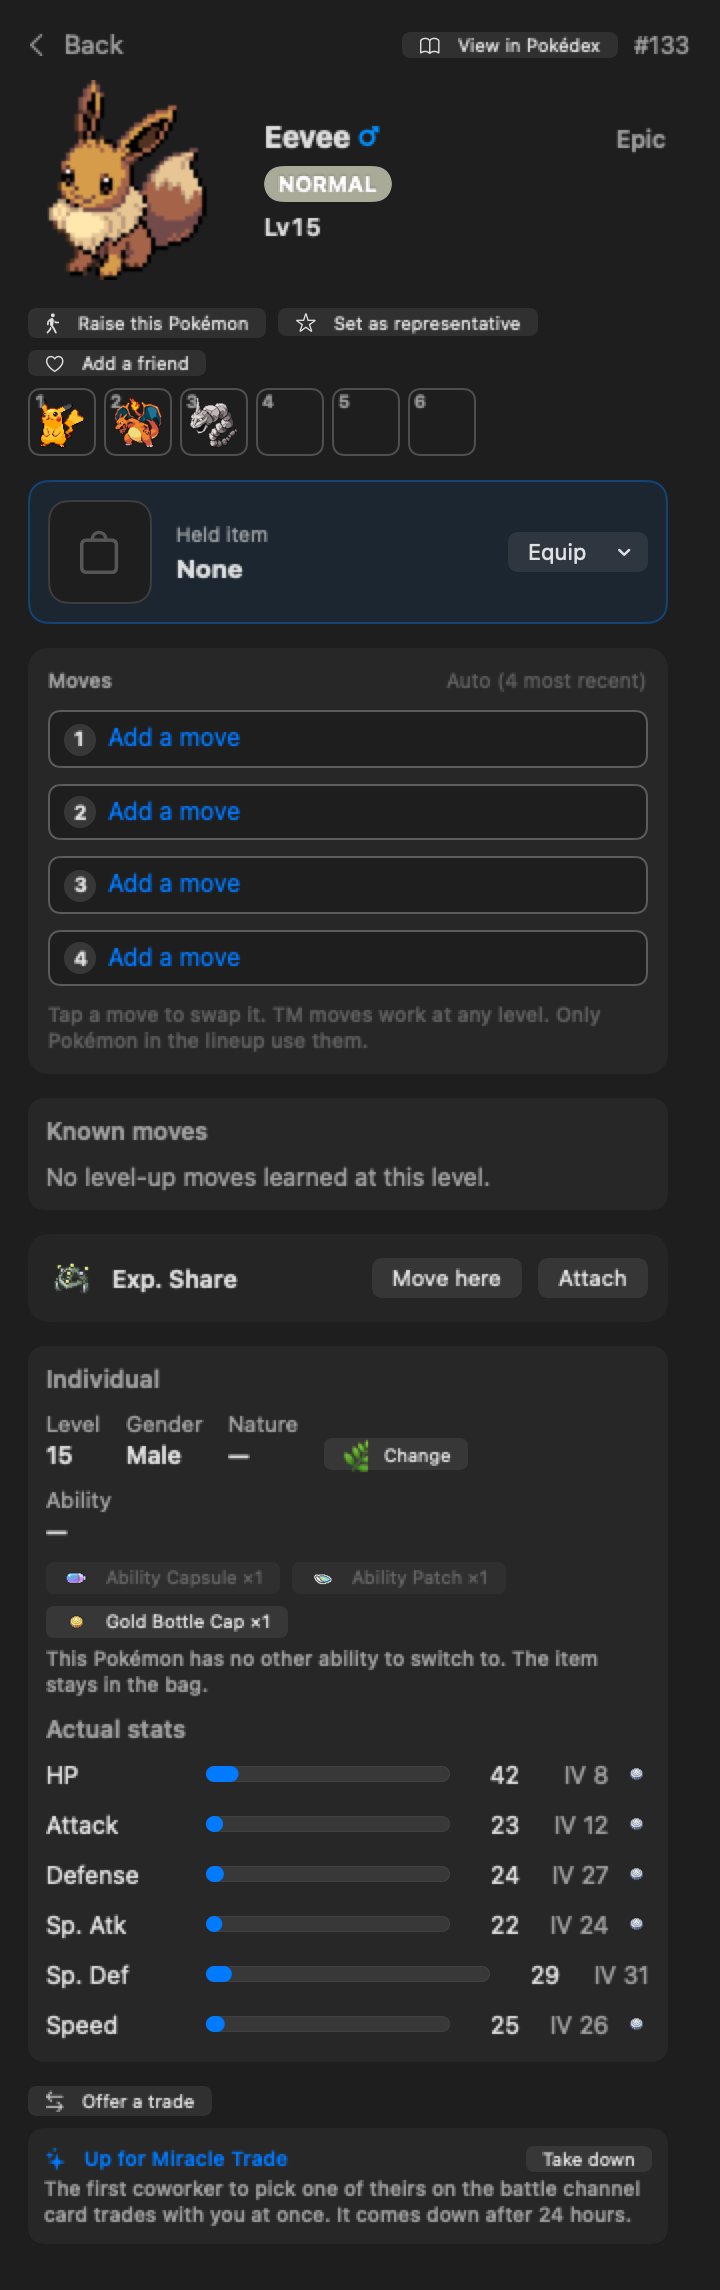 Back
View in Pokédex
#133
Eevee ♂
Epic
NORMAL
Lv15
Raise this Pokémon
Set as representative
Add a friend
1 2 3 4 5 6
Held item
None
Equip
Moves
Auto (4 most recent)
1 Add a move
2 Add a move
3 Add a move
4 Add a move
Tap a move to swap it. TM moves work at any level. Only
Pokémon in the lineup use them.
Known moves
No level-up moves learned at this level.
Exp. Share
Move here
Attach
Individual
Level Gender Nature
15 Male —
Change
Ability
—
Ability Capsule ×1
Ability Patch ×1
Gold Bottle Cap ×1
This Pokémon has no other ability to switch to. The item
stays in the bag.
Actual stats
HP 42 IV 8
Attack 23 IV 12
Defense 24 IV 27
Sp. Atk 22 IV 24
Sp. Def 29 IV 31
Speed 25 IV 26
Offer a trade
Up for Miracle Trade
Take down
The first coworker to pick one of theirs on the battle channel
card trades with you at once. It comes down after 24 hours.